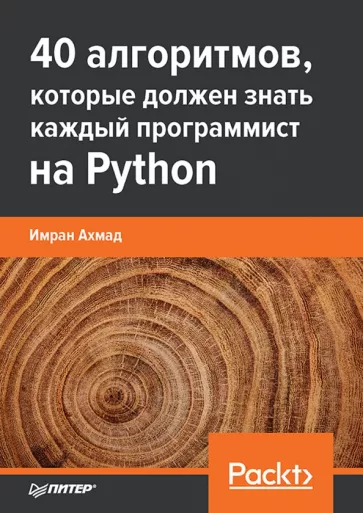 40 алгоритмов,
которые должен знать
каждый программист
на Python
Имран Ахмад
Packt>
ПИТЕР®